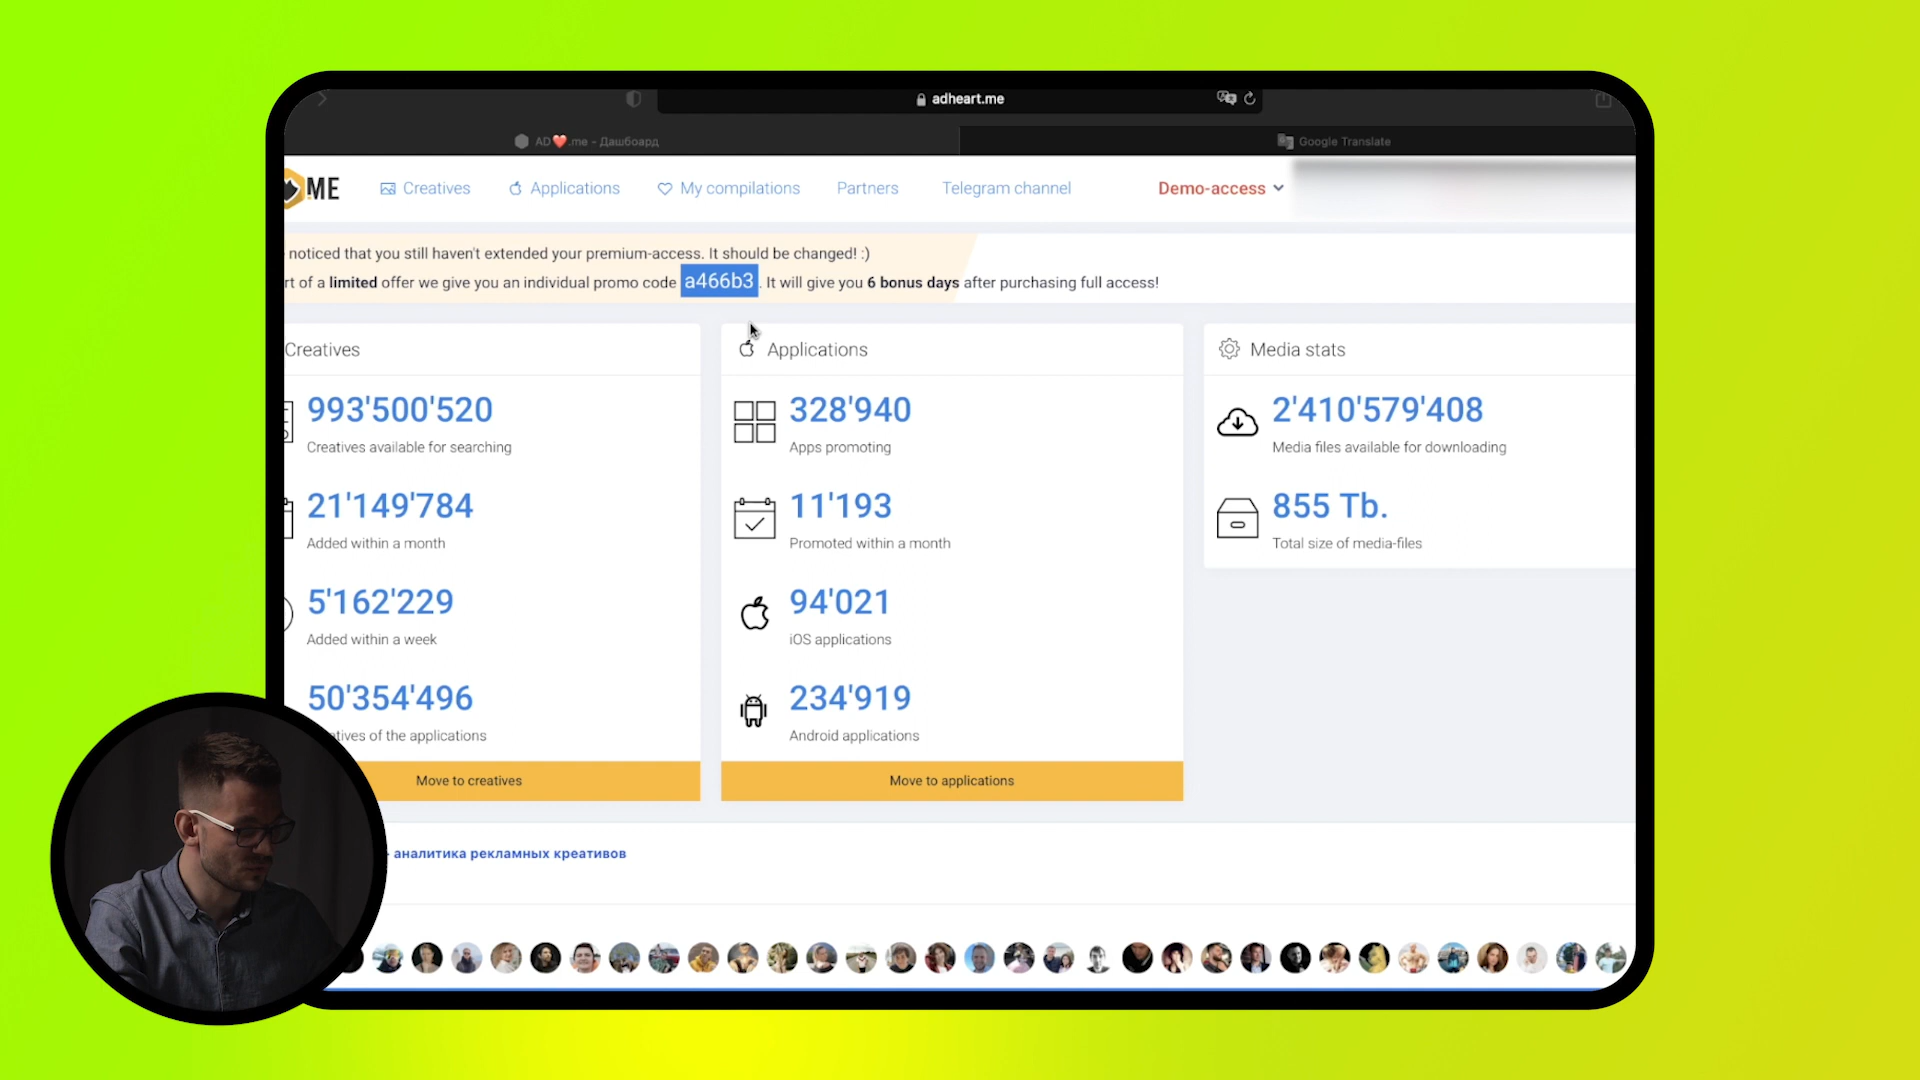 adheart.me
AD❤️.me - Дашбоард
Google Translate
ME
Creatives
Applications
My compilations
Partners
Telegram channel
Demo-access
noticed that you still haven't extended your premium-access. It should be changed! :)
rt of a limited offer we give you an individual promo code a466b3. It will give you 6 bonus days after purchasing full access!
Creatives
993'500'520
Creatives available for searching
21'149'784
Added within a month
5'162'229
Added within a week
50'354'496
tives of the applications
Move to creatives
Applications
328'940
Apps promoting
11'193
Promoted within a month
94'021
iOS applications
234'919
Android applications
Move to applications
Media stats
2'410'579'408
Media files available for downloading
855 Tb.
Total size of media-files
аналитика рекламных креативов